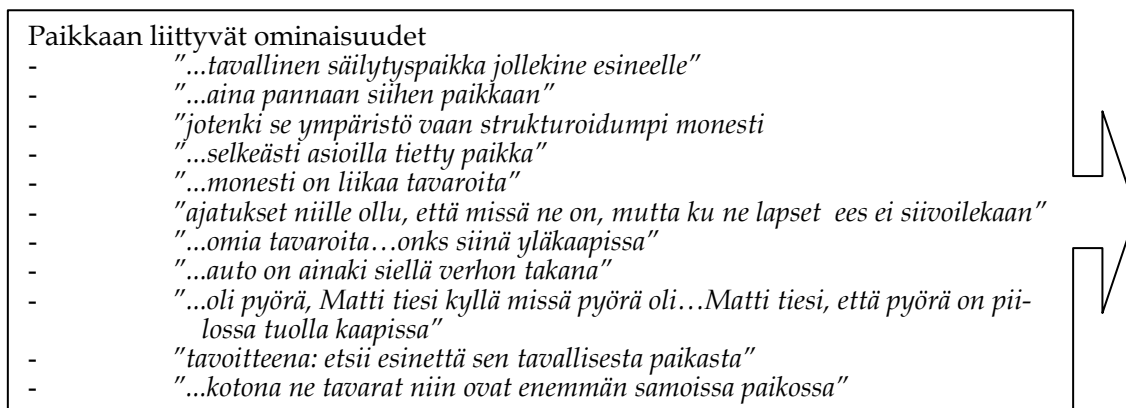 Paikkaan liittyvät ominaisuudet
- ”...tavallinen säilytyspaikka jollekine esineelle”
- ”...aina pannaan siihen paikkaan”
- ”jotenki se ympäristö vaan strukturoidumpi monesti
- ”...selkeästi asioilla tietty paikka”
- ”...monesti on liikaa tavaroita”
- ”ajatukset niille ollu, että missä ne on, mutta ku ne lapset ees ei siivoilekaan”
- ”...omia tavaroita…onks siinä yläkaapissa”
- ”...auto on ainaki siellä verhon takana”
- ”...oli pyörä, Matti tiesi kyllä missä pyörä oli…Matti tiesi, että pyörä on pii-
lossa tuolla kaapissa”
- ”tavoitteena: etsii esinettä sen tavallisesta paikasta”
- ”...kotona ne tavarat niin ovat enemmän samoissa paikossa”